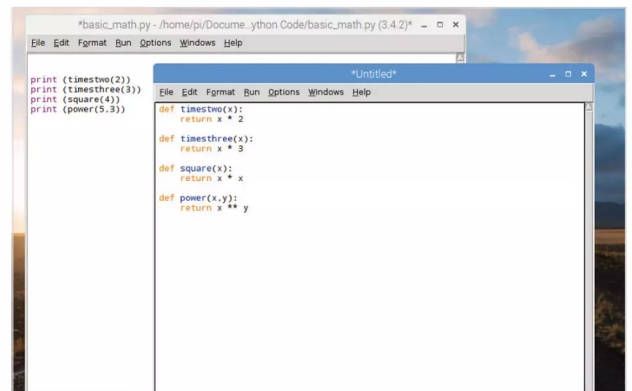 *basic_math.py - /home/pi/Docume...ython Code/basic_math.py (3.4.2)*
File Edit Format Run Options Windows Help
print (timestwo(2))
print (timesthree(3))
print (square(4))
print (power(5,3))
*Untitled*
File Edit Format Run Options Windows Help
def timestwo(x):
    return x * 2
def timesthree(x):
    return x * 3
def square(x):
    return x * x
def power(x,y):
    return x ** y